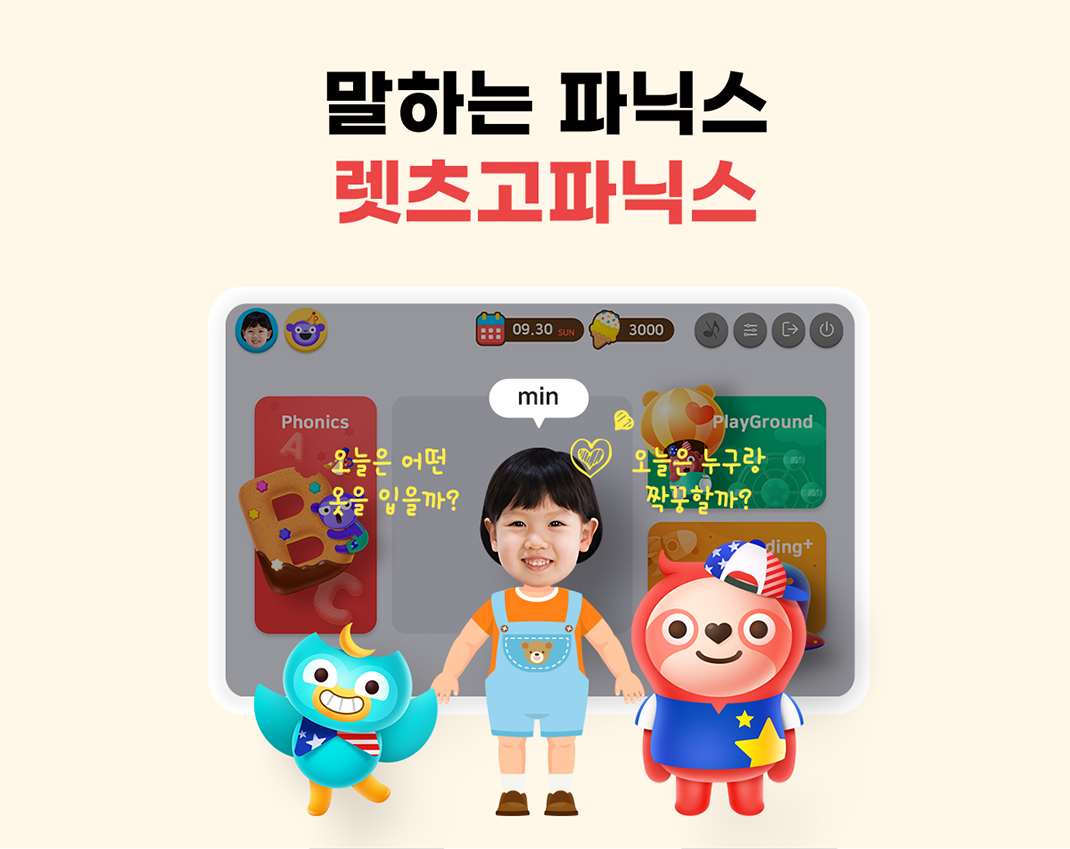 말하는 파닉스
렛츠고파닉스
09.30 SUN
3000
min
Phonics
PlayGround
오늘은 어떤
옷을 입을까?
오늘은 누구랑
짝꿍할까?
A
B
C